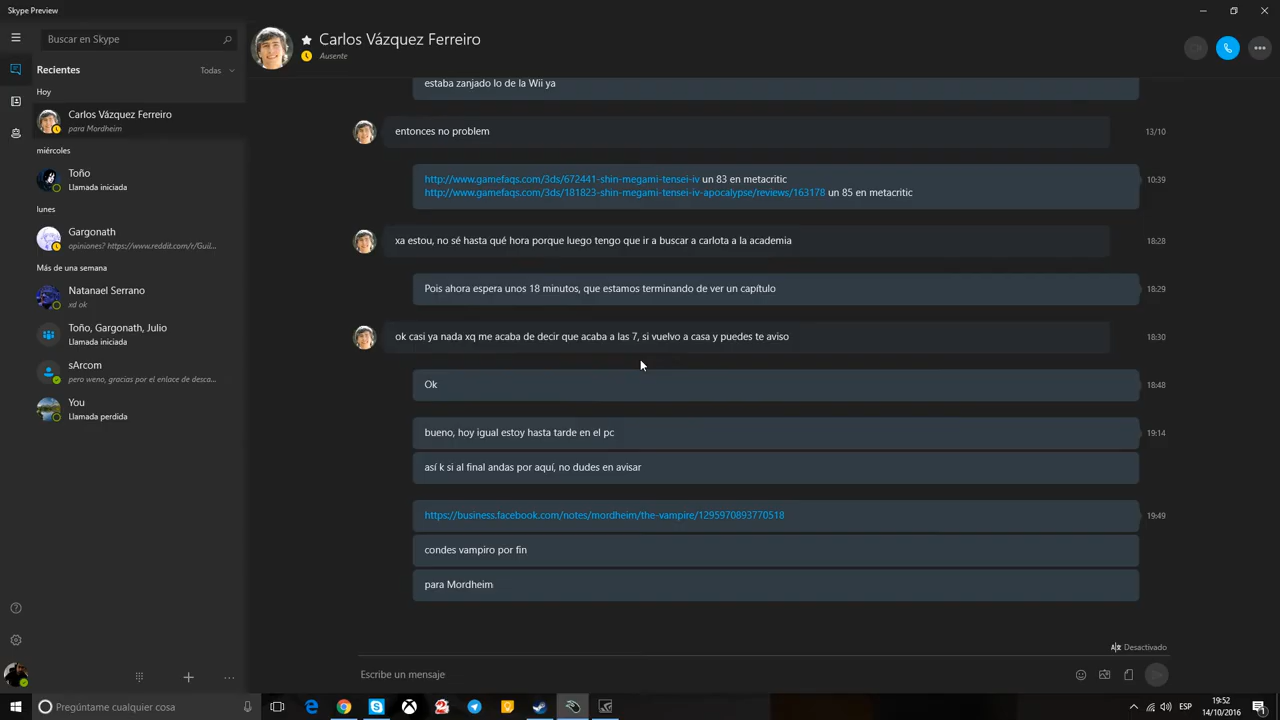 Skype Preview
Buscar en Skype
Recientes
Todas
Hoy
Carlos Vázquez Ferreiro
para Mordheim
miércoles
Toño
Llamada iniciada
lunes
Gargonath
opiniones? https://www.reddit.com/r/Guil...
Más de una semana
Natanael Serrano
xd ok
Toño, Gargonath, Julio
Llamada iniciada
sArcom
pero weno, gracias por el enlace de desca...
You
Llamada perdida
Carlos Vázquez Ferreiro
Ausente
estaba zanjado lo de la Wii ya
entonces no problem
13/10
http://www.gamefaqs.com/3ds/672441-shin-megami-tensei-iv un 83 en metacritic
10:39
http://www.gamefaqs.com/3ds/181823-shin-megami-tensei-iv-apocalypse/reviews/163178 un 85 en metacritic
xa estou, no sé hasta qué hora porque luego tengo que ir a buscar a carlota a la academia
18:28
Pois ahora espera unos 18 minutos, que estamos terminando de ver un capítulo
18:29
ok casi ya nada xq me acaba de decir que acaba a las 7, si vuelvo a casa y puedes te aviso
18:30
Ok
18:48
bueno, hoy igual estoy hasta tarde en el pc
19:14
así k si al final andas por aquí, no dudes en avisar
https://business.facebook.com/notes/mordheim/the-vampire/1295970893770518
19:49
condes vampiro por fin
para Mordheim
Desactivado
Escribe un mensaje
Pregúntame cualquier cosa
ESP
19:52
14/10/2016